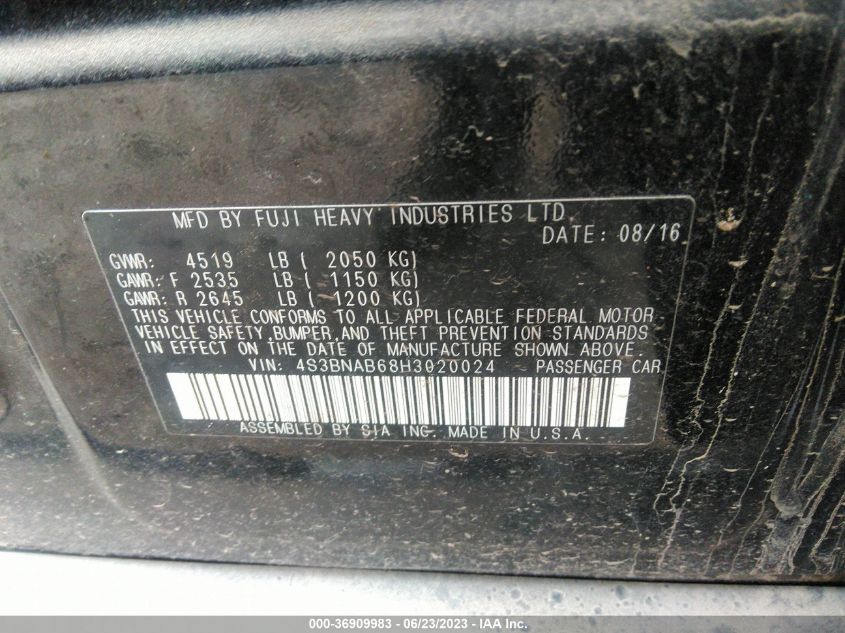 MFD BY FUJI HEAVY INDUSTRIES LTD.
DATE: 08/16
GVWR: 4519 LB ( 2050 KG)
GAWR: F 2535 LB ( 1150 KG)
GAWR: R 2645 LB ( 1200 KG)
THIS VEHICLE CONFORMS TO ALL APPLICABLE FEDERAL MOTOR
VEHICLE SAFETY,BUMPER,AND THEFT PREVENTION STANDARDS
IN EFFECT ON THE DATE OF MANUFACTURE SHOWN ABOVE.
VIN: 4S3BNAB68H3020024 PASSENGER CAR
ASSEMBLED BY SIA INC. MADE IN U.S.A.
000-36909983 - 06/23/2023 - IAA Inc.